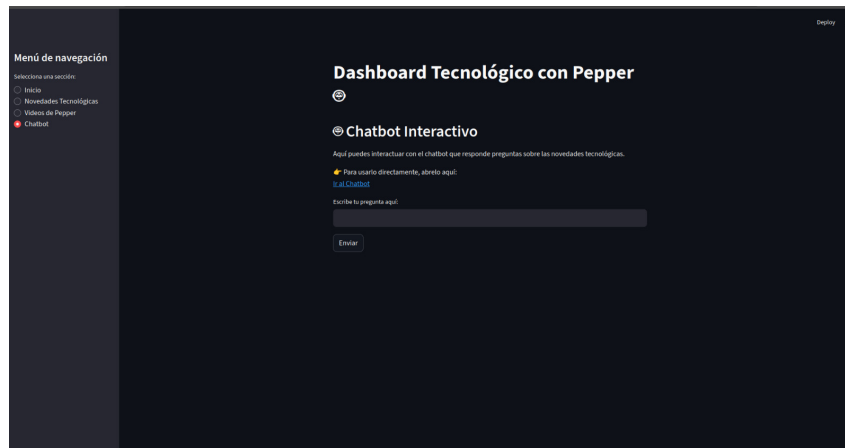 Deploy
Menú de navegación
Selecciona una sección:
Inicio
Novedades Tecnológicas
Videos de Pepper
Chatbot
Dashboard Tecnológico con Pepper
Chatbot Interactivo
Aquí puedes interactuar con el chatbot que responde preguntas sobre las novedades tecnológicas.
Para usarlo directamente, abrelo aquí:
Ir al Chatbot
Escribe tu pregunta aquí:
Enviar